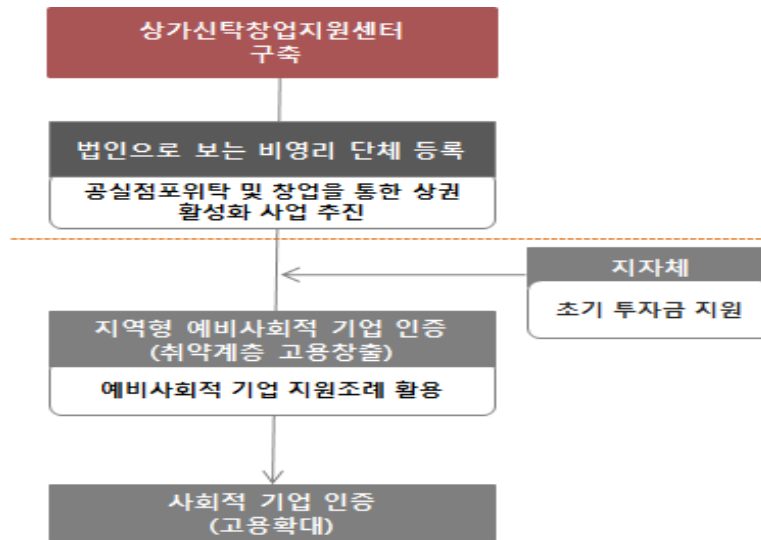 상가신탁창업지원센터
구축
법인으로 보는 비영리 단체 등록
공실점포위탁 및 창업을 통한 상권
활성화 사업 추진
지자체
초기 투자금 지원
지역형 예비사회적 기업 인증
(취약계층 고용창출)
예비사회적 기업 지원조례 활용
사회적 기업 인증
(고용확대)